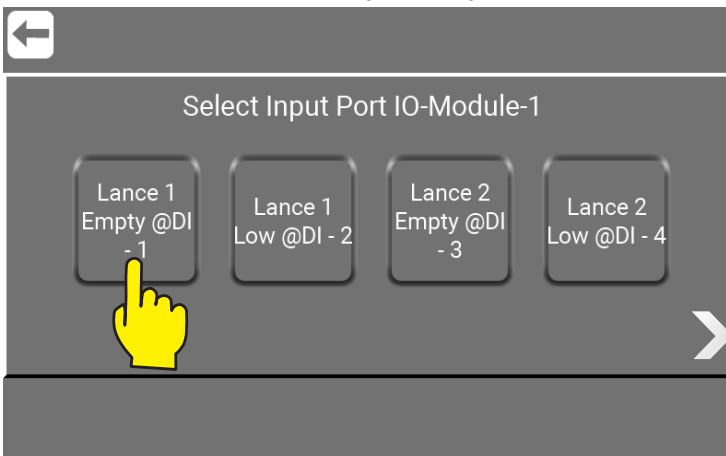 Select Input Port IO-Module-1
Lance 1
Empty @DI
- 1
Lance 1
Low @DI - 2
Lance 2
Empty @DI
- 3
Lance 2
Low @DI - 4